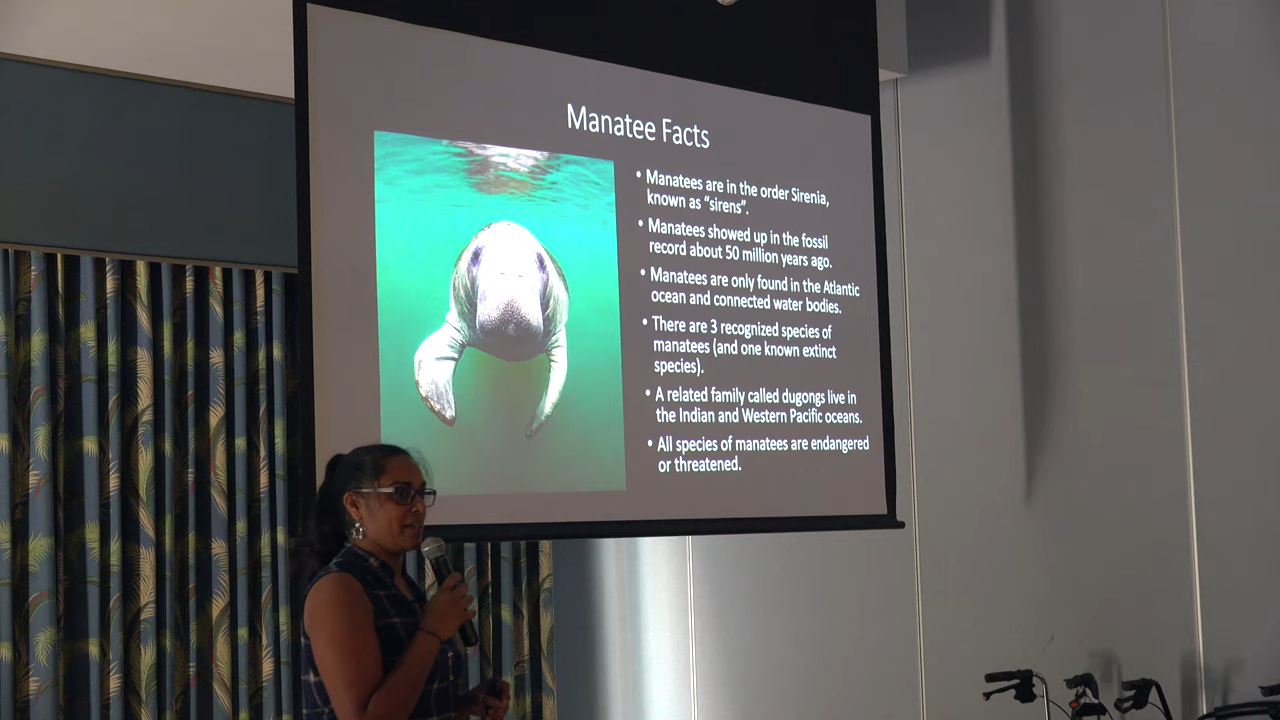 Manatee Facts
• Manatees are in the order Sirenia,
known as “sirens”.
• Manatees showed up in the fossil
record about 50 million years ago.
• Manatees are only found in the Atlantic
ocean and connected water bodies.
• There are 3 recognized species of
manatees (and one known extinct
species).
• A related family called dugongs live in
the Indian and Western Pacific oceans.
• All species of manatees are endangered
or threatened.